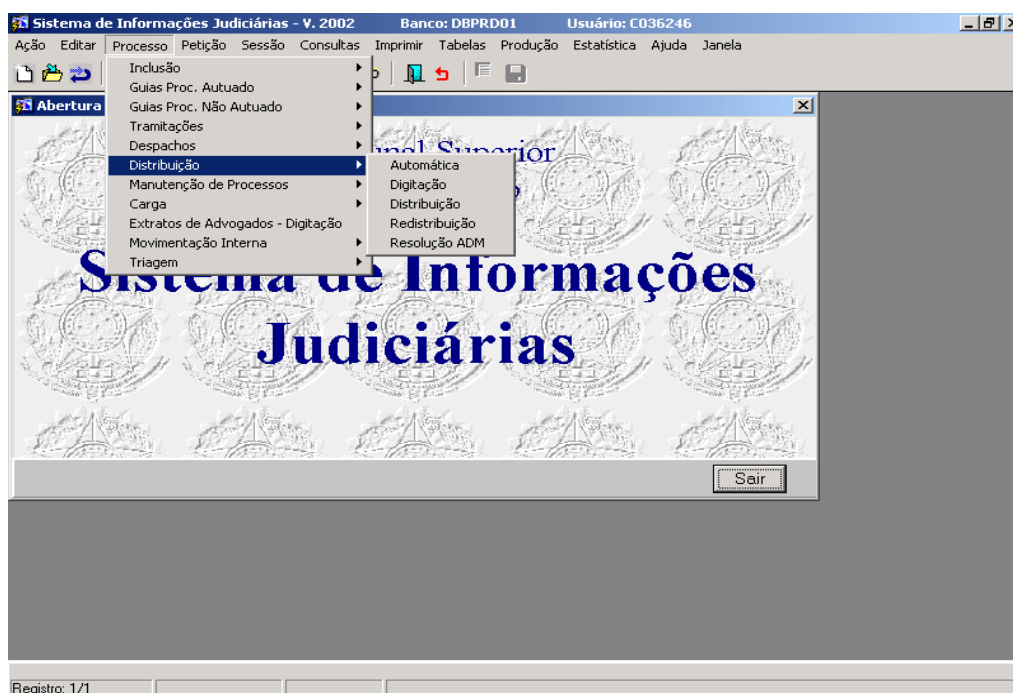 Sistema de Informações Judiciárias - V. 2002 Banco: DBPRD01 Usuário: C036246
Ação Editar Processo Petição Sessão Consultas Imprimir Tabelas Produção Estatística Ajuda Janela
Inclusão
Guias Proc. Autuado
Guias Proc. Não Autuado
Tramitações
Despachos
Distribuição
Manutenção de Processos
Carga
Extratos de Advogados - Digitação
Movimentação Interna
Triagem
Automática
Digitação
Distribuição
Redistribuição
Resolução ADM
Abertura
Superior
Sistema de Informações
Judiciárias
Sair
Registro: 1/1